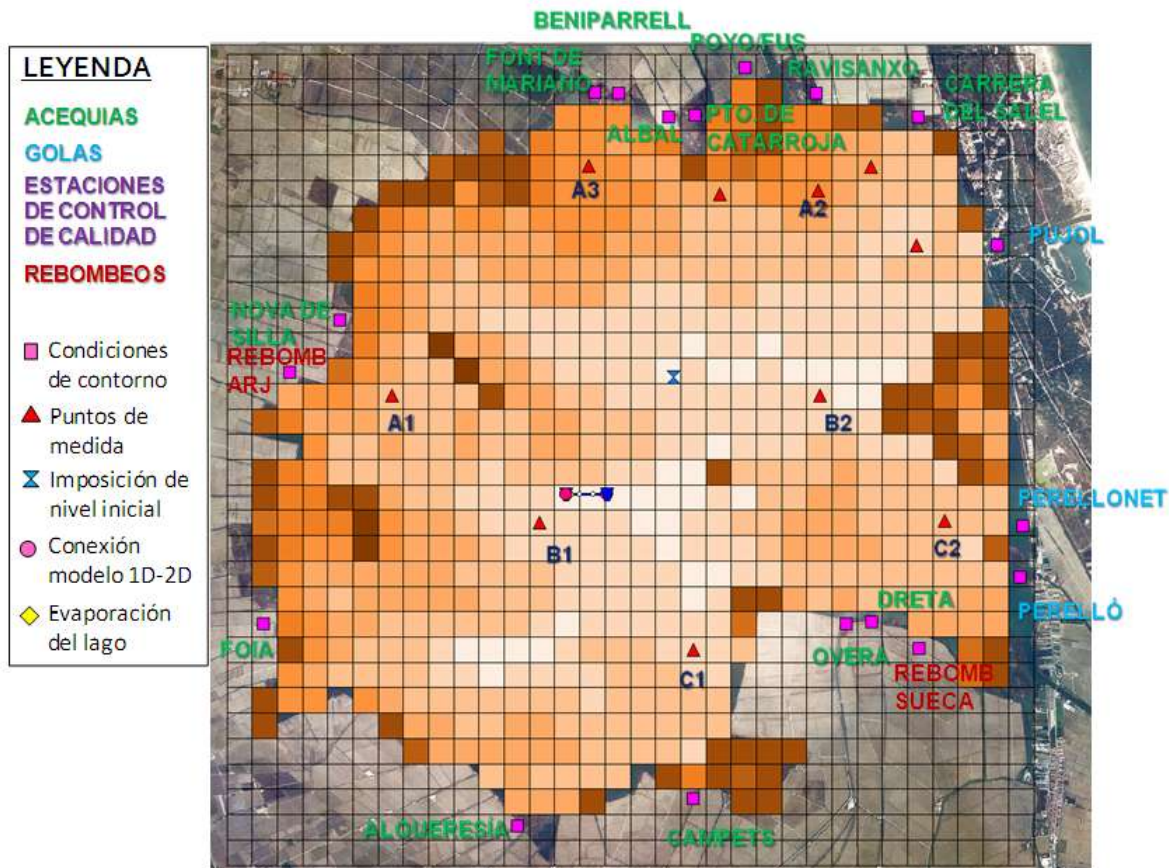 BENIPARRELL
LEYENDA
ACEQUIAS
GOLAS
ESTACIONES
DE CONTROL
DE CALIDAD
REBOMBEOS
Condiciones
de contorno
Puntos de
medida
Imposición de
nivel inicial
Conexión
modelo 1D-2D
Evaporación
del lago
FONT DE
MARIANO
POYO/EUS
RAVISANXO
CARRERA
DEL SALEL
ALBAL
PTO. DE
CATARROJA
A3
A2
PUJOL
NOVA DE
SILLA
REBOMB
ARJ
A1
B2
B1
PERELLONET
C2
PERELLÓ
DRETA
OVERA
FOIA
C1
REBOMB
SUECA
ALQUERESÍA
CAMPETS